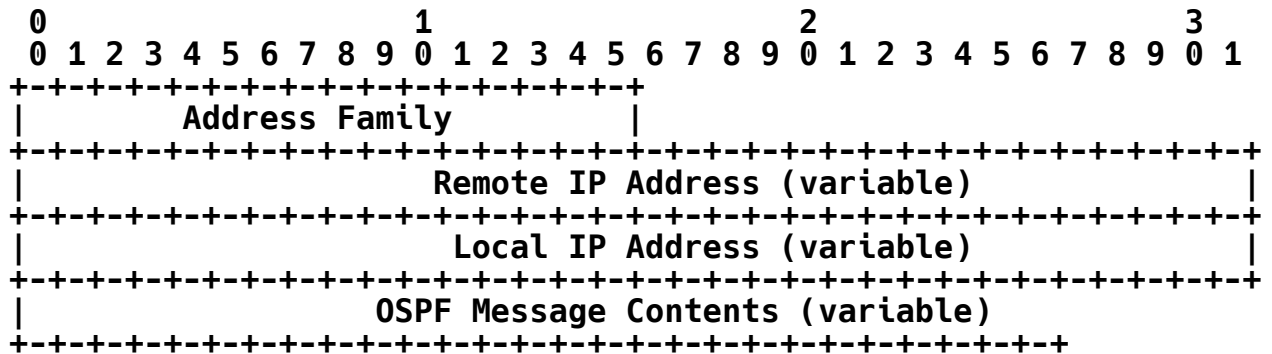 0                   1                   2                   3
 0 1 2 3 4 5 6 7 8 9 0 1 2 3 4 5 6 7 8 9 0 1 2 3 4 5 6 7 8 9 0 1
+-+-+-+-+-+-+-+-+-+-+-+-+-+-+-+-+
|        Address Family         |
+-+-+-+-+-+-+-+-+-+-+-+-+-+-+-+-+-+-+-+-+-+-+-+-+-+-+-+-+-+-+-+-+
|                     Remote IP Address (variable)              |
+-+-+-+-+-+-+-+-+-+-+-+-+-+-+-+-+-+-+-+-+-+-+-+-+-+-+-+-+-+-+-+-+
|                      Local IP Address (variable)              |
+-+-+-+-+-+-+-+-+-+-+-+-+-+-+-+-+-+-+-+-+-+-+-+-+-+-+-+-+-+-+-+-+
|                  OSPF Message Contents (variable)
+-+-+-+-+-+-+-+-+-+-+-+-+-+-+-+-+-+-+-+-+-+-+-+-+-+-+-+